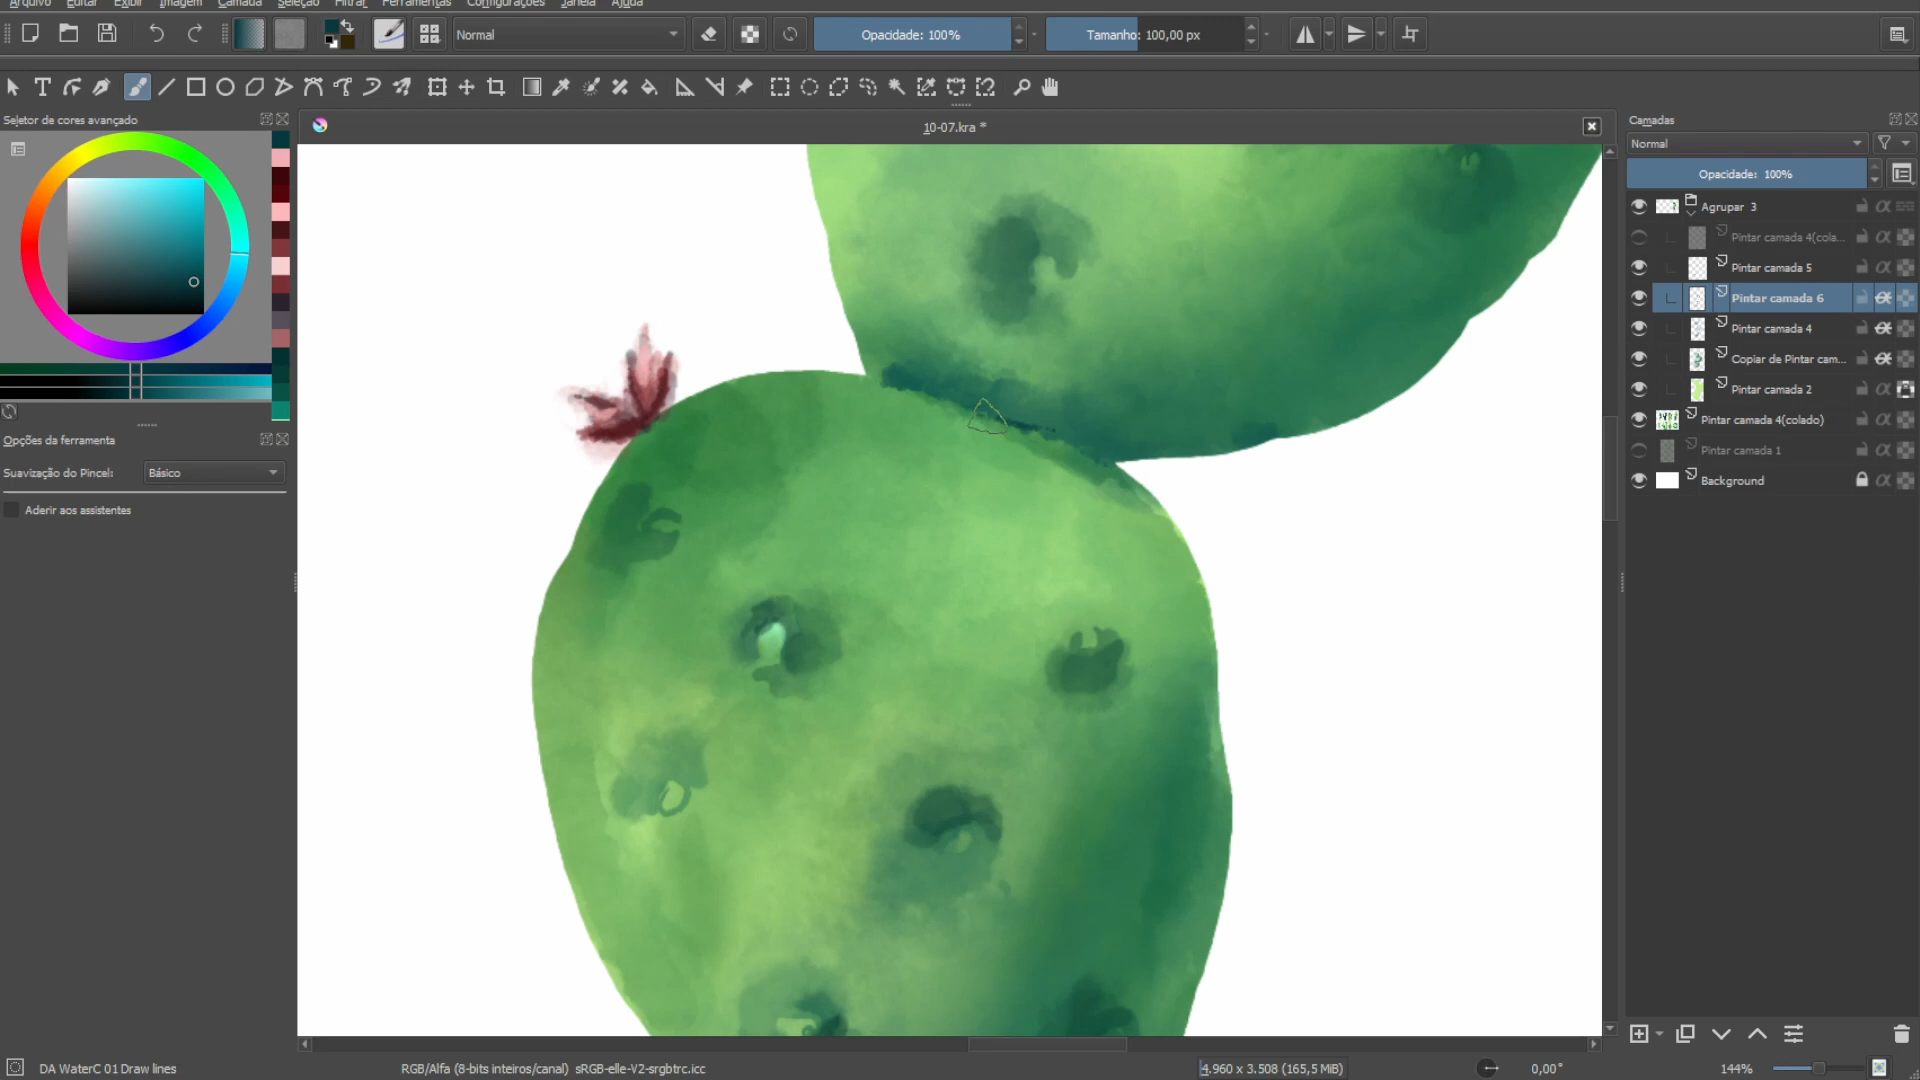 Arquivo Editar Exibir Imagem Camada Seleção Filtrar Ferramentas Configurações Janela Ajuda
Normal
Opacidade: 100%
Tamanho: 100,00 px
Seletor de cores avançado
10-07.kra *
Camadas
Normal
Opacidade: 100%
Agrupar 3
Pintar camada 4(cola...
Pintar camada 5
Pintar camada 6
Pintar camada 4
Copiar de Pintar cam...
Pintar camada 2
Pintar camada 4(colado)
Pintar camada 1
Background
Opções da ferramenta
Suavização do Pincel: Básico
Aderir aos assistentes
DA WaterC 01 Draw lines
RGB/Alfa (8-bits inteiros/canal) sRGB-elle-V2-srgbtrc.icc
4.960 x 3.508 (165,5 MiB)
0,00°
144%